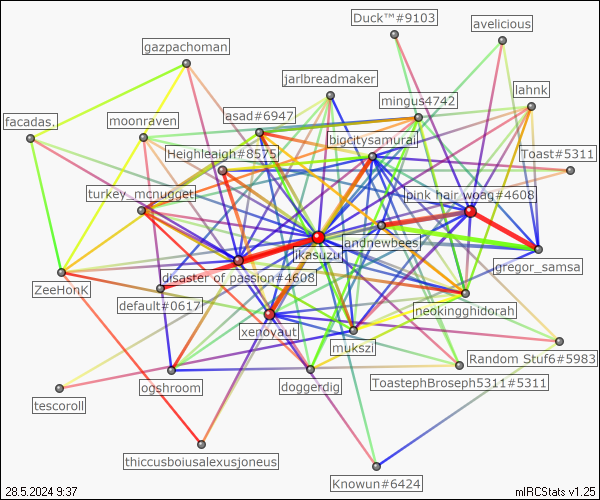 Duck™#9103
avelicious
gazpachoman
jarlbreadmaker
lahnk
mingus4742
facadas.
moonraven
asad#6947
bigcitysamurai
Heighleaigh#8575
Toast#5311
turkey_mcnugget
pink hair woag#4608
andnewbees
jkasuzu
gregor_samsa
disaster of passion#4608
ZeeHonk
default#0617
neokingghidorah
xenoyaut
mukszi
Random Stuf6#5983
ogshroom
doggerdig
ToastephBroseph5311#5311
tescoroll
thiccusboiusalexusjoneus
Knowun#6424
28.5.2024 9:37
mIRCStats v1.25